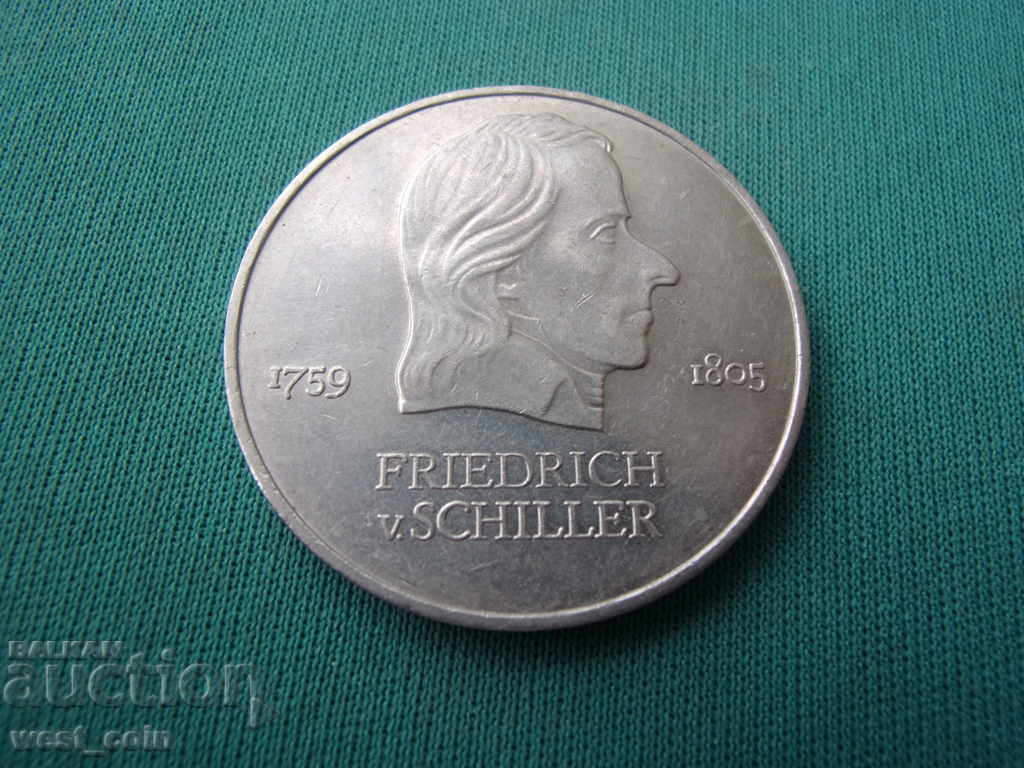 1759
1805
FRIEDRICH
v. SCHILLER
BALKAN
auction
west_coin